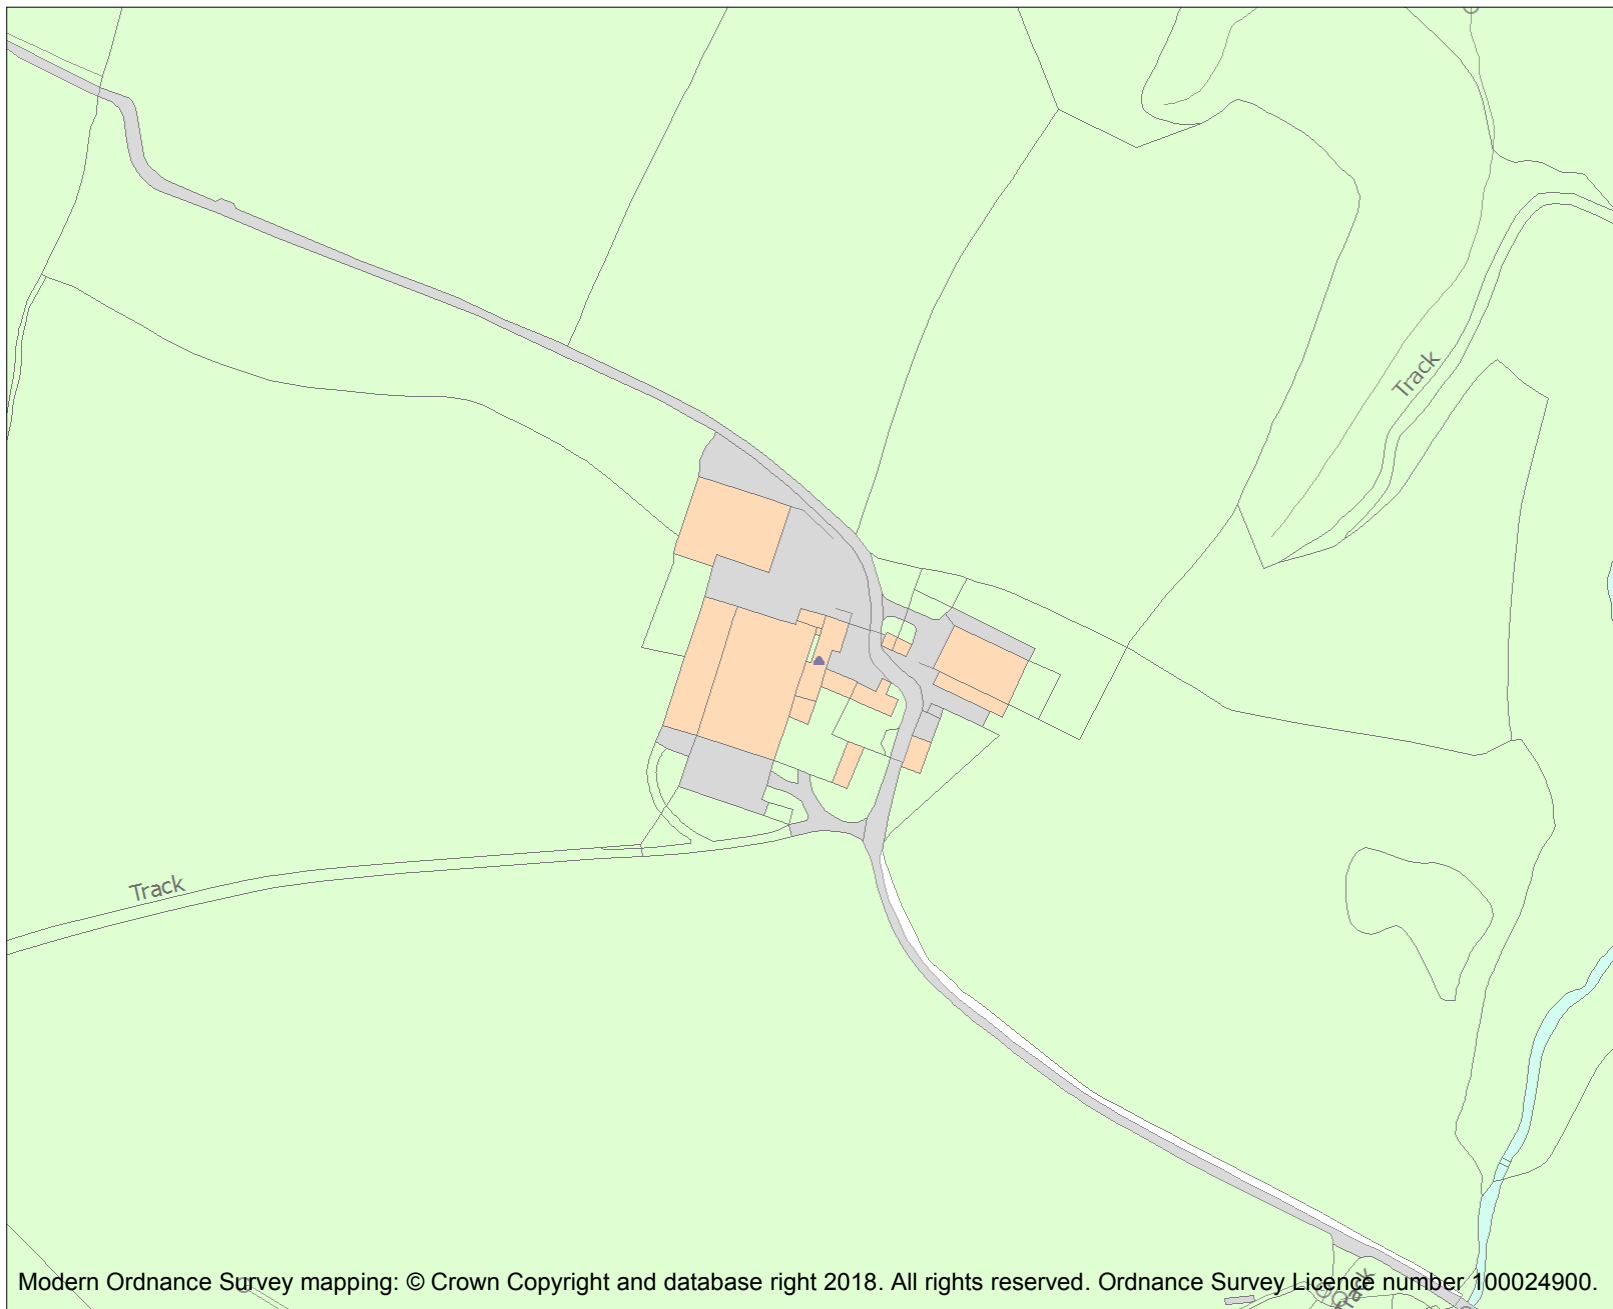 Track
Track
Track
Modern Ordnance Survey mapping: © Crown Copyright and database right 2018. All rights reserved. Ordnance Survey Licence number 100024900.